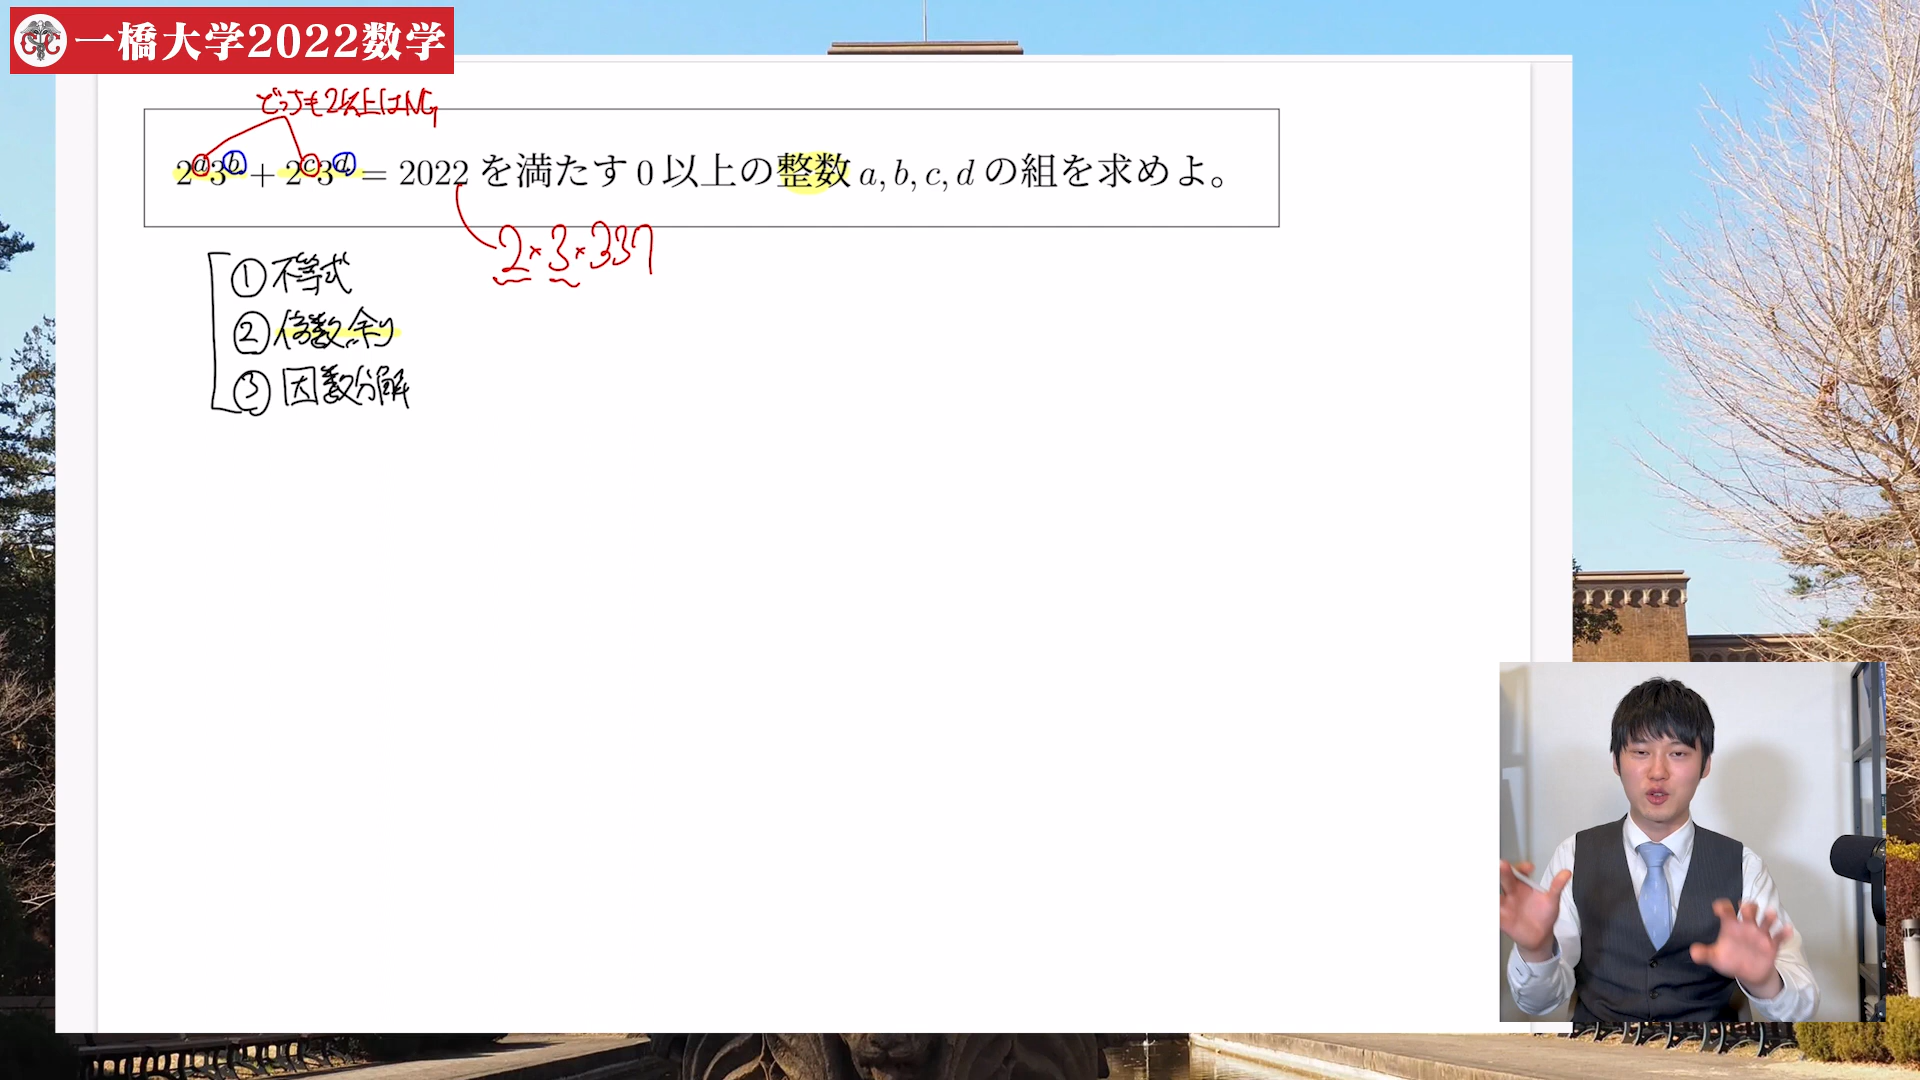 一橋大学2022数学
どっちも2以上はNG
2^a3^b + 2^c3^d = 2022 を満たす 0 以上の整数 a, b, c, d の組を求めよ。
2×3×337
①不等式
②倍数、余り
③因数分解